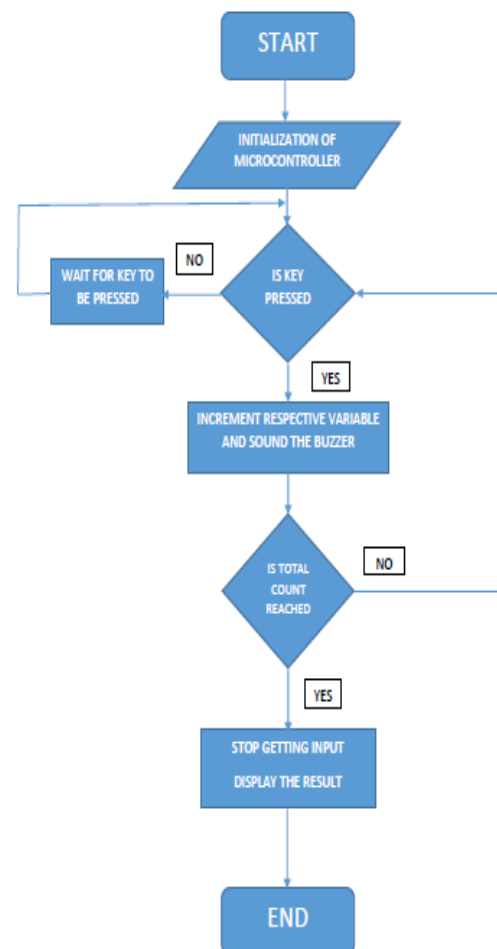 START
INITIALIZATION OF
MICROCONTROLLER
NO
WAIT FOR KEY TO
BE PRESSED
IS KEY
PRESSED
YES
INCREMENT RESPECTIVE VARIABLE
AND SOUND THE BUZZER
IS TOTAL
COUNT
REACHED
NO
YES
STOP GETTING INPUT
DISPLAY THE RESULT
END